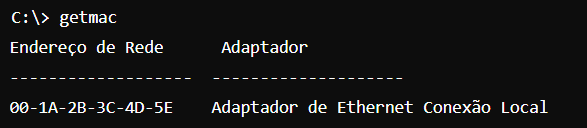 C:\> getmac
Endereço de Rede      Adaptador
-------------------  --------------------
00-1A-2B-3C-4D-5E    Adaptador de Ethernet Conexão Local